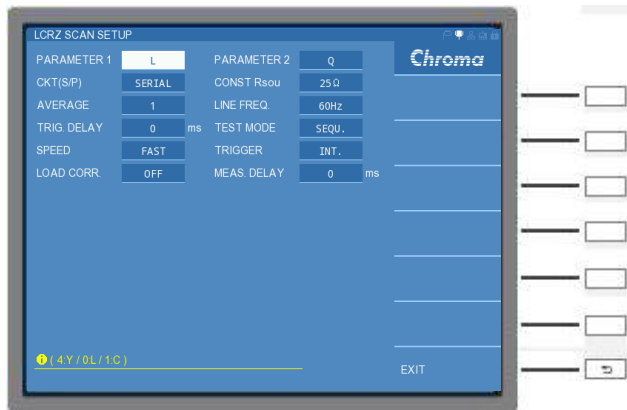 LCRZ SCAN SETUP
Chroma
PARAMETER 1 L PARAMETER 2 Q
CKT(S/P) SERIAL CONST Rsou 25Ω
AVERAGE 1 LINE FREQ. 60Hz
TRIG. DELAY 0 ms TEST MODE SEQU.
SPEED FAST TRIGGER INT.
LOAD CORR. OFF MEAS. DELAY 0 ms
( 4:Y / 0:L / 1:C )
EXIT